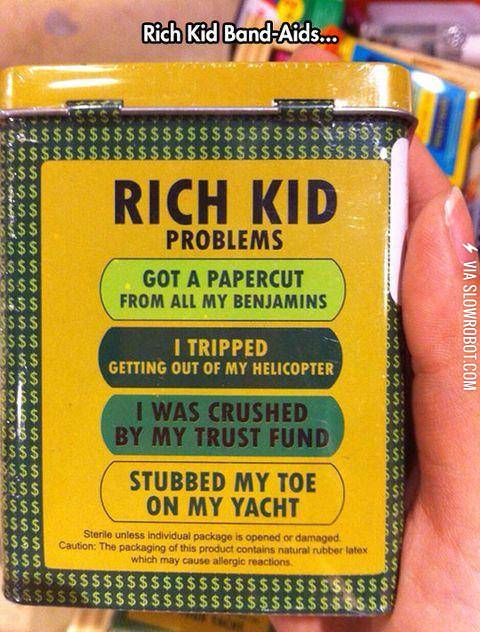 Rich Kid Band-Aids...
RICH KID
PROBLEMS
GOT A PAPERCUT
FROM ALL MY BENJAMINS
I TRIPPED
GETTING OUT OF MY HELICOPTER
I WAS CRUSHED
BY MY TRUST FUND
STUBBED MY TOE
ON MY YACHT
Sterile unless individual package is opened or damaged.
Caution: The packaging of this product contains natural rubber latex
which may cause allergic reactions.
VIA SLOWROBOT.COM